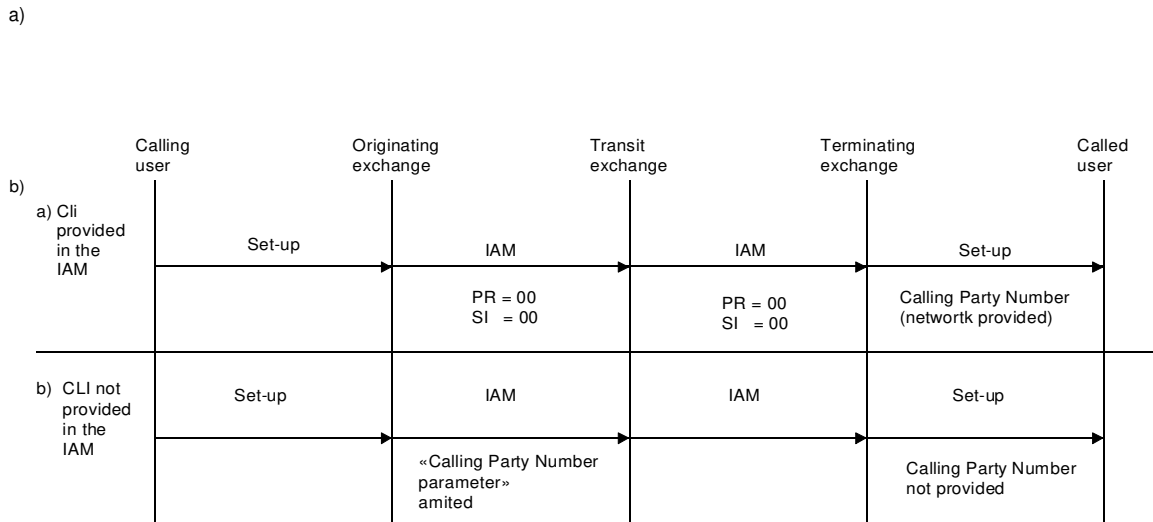 a)
Calling
user
Originating
exchange
Transit
exchange
Terminating
exchange
Called
user
b)
a) Cli
provided
in the
IAM
Set-up
IAM
IAM
Set-up
PR = 00
SI = 00
PR = 00
SI = 00
Calling Party Number
(networtk provided)
b) CLI not
provided
in the
IAM
Set-up
IAM
IAM
Set-up
«Calling Party Number
parameter»
amited
Calling Party Number
not provided